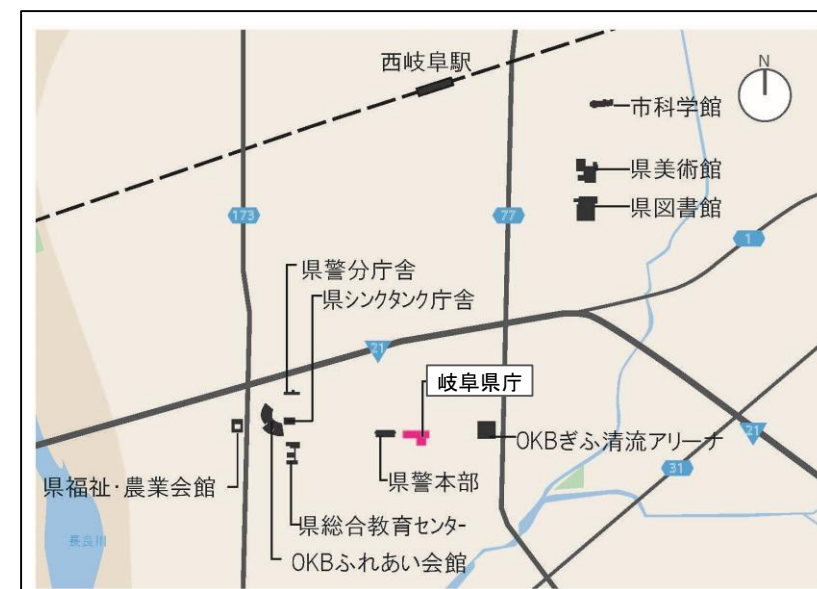 西岐阜駅
N
市科学館
県美術館
県図書館
173
77
1
県警分庁舎
県シンクタンク庁舎
21
岐阜県庁
OKBぎふ清流アリーナ
21
31
県福祉・農業会館
県警本部
県総合教育センター
OKBふれあい会館
長良川